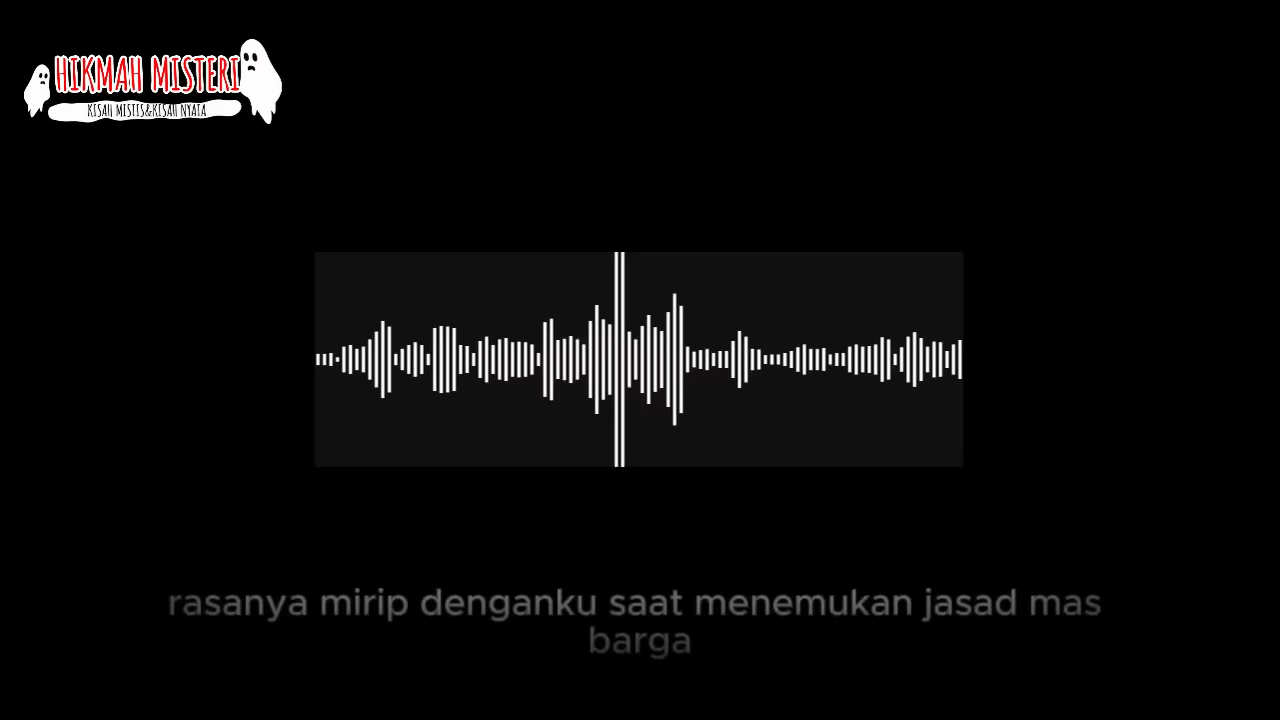 HIKMAH MISTERI
KISAH MISTIS&KISAH NYATA
rasanya mirip denganku saat menemukan jasad mas
barga